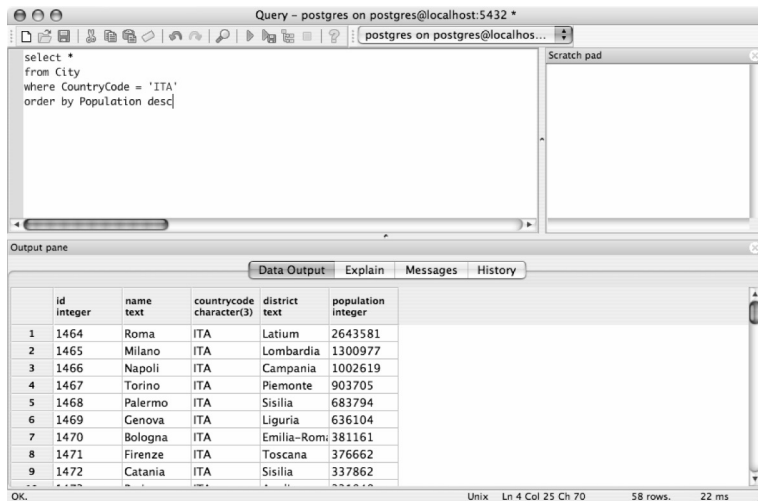 Query – postgres on postgres@localhost:5432 *
postgres on postgres@localhos...
select *
from City
where CountryCode = 'ITA'
order by Population desc
Scratch pad
Output pane
Data Output Explain Messages History
id integer name text countrycode character(3) district text population integer
1 1464 Roma ITA Latium 2643581
2 1465 Milano ITA Lombardia 1300977
3 1466 Napoli ITA Campania 1002619
4 1467 Torino ITA Piemonte 903705
5 1468 Palermo ITA Sisilia 683794
6 1469 Genova ITA Liguria 636104
7 1470 Bologna ITA Emilia-Roma 381161
8 1471 Firenze ITA Toscana 376662
9 1472 Catania ITA Sisilia 337862
OK. Unix Ln 4 Col 25 Ch 70 58 rows. 22 ms